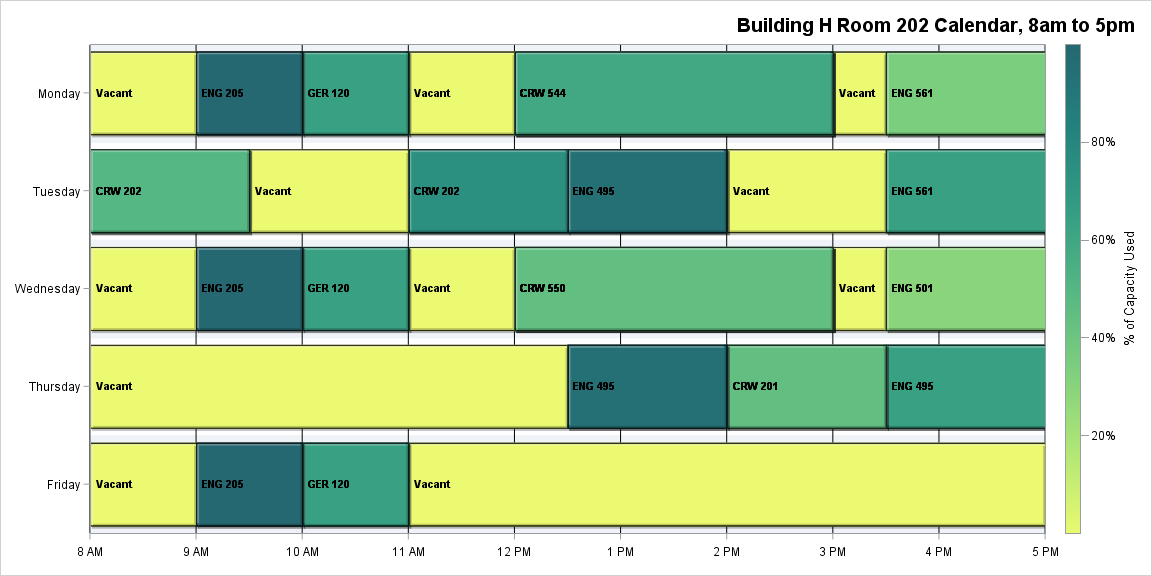 Building H Room 202 Calendar, 8am to 5pm
Monday
Vacant
ENG 205
GER 120
Vacant
CRW 544
Vacant
ENG 561
Tuesday
CRW 202
Vacant
CRW 202
ENG 495
Vacant
ENG 561
Wednesday
Vacant
ENG 205
GER 120
Vacant
CRW 550
Vacant
ENG 501
Thursday
Vacant
ENG 495
CRW 201
ENG 495
Friday
Vacant
ENG 205
GER 120
Vacant
8 AM
9 AM
10 AM
11 AM
12 PM
1 PM
2 PM
3 PM
4 PM
5 PM
80%
60%
40%
20%
% of Capacity Used